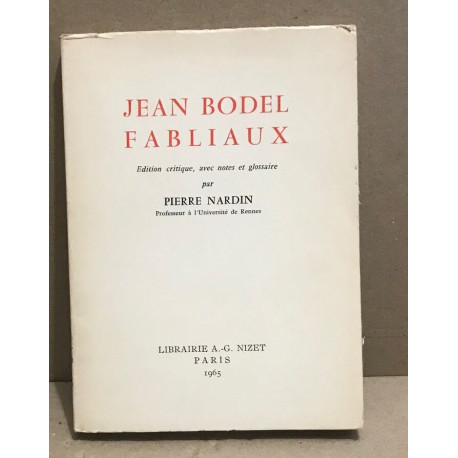 JEAN BODEL
FABLIAUX
Edition critique, avec notes et glossaire
par
PIERRE NARDIN
Professeur à l'Université de Rennes
LIBRAIRIE A.-G. NIZET
PARIS
1965